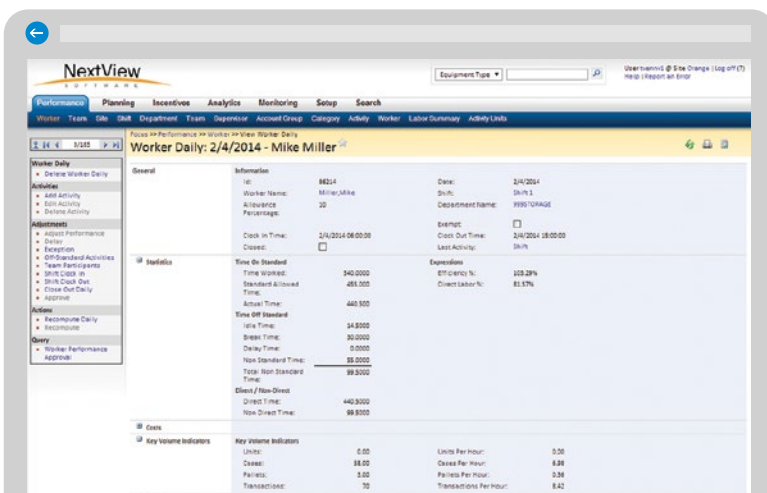 NextView
SOFTWARE
Equipment Type
User: @ Site Orange | Log off (?)
Help | Report an Error
Performance Planning Incentives Analytics Monitoring Setup Search
Worker Team Site Shift Department Team Supervisor Account Group Category Activity Worker Labor Summary Activity Units
Focus >> Performance >> Worker >> View Worker Daily
Worker Daily: 2/4/2014 - Mike Miller
3/105
Worker Daily
Delete Worker Daily
Activities
Add Activity
Edit Activity
Delete Activity
Adjustments
Adjust Performance
Delay
Exception
Off-Standard Activities
Team Participants
Shift Clock In
Shift Clock Out
Close Out Daily
Approve
Actions
Recompute Daily
Recompute
Query
Worker Performance
Approval
General
Information
Id: 86214 Date: 2/4/2014
Worker Name: Miller, Mike Shift: Shift 1
Allowance Percentage: 10 Department Name: 999STORAGE
Exempt:
Clock In Time: 2/4/2014 06:00:00 Clock Out Time: 2/4/2014 15:00:00
Closed: Last Activity: Shift
Statistics
Time On Standard Expressions
Time Worked: 540.0000 Efficiency %: 103.29%
Standard Allowed Time: 455.000 Direct Labor %: 81.57%
Actual Time: 440.500
Time Off Standard
Idle Time: 14.5000
Break Time: 30.0000
Delay Time: 0.0000
Non Standard Time: 55.0000
Total Non Standard Time: 99.5000
Direct / Non-Direct
Direct Time: 440.5000
Non Direct Time: 99.5000
Costs
Key Volume Indicators
Key Volume Indicators
Units: 0.00 Units Per Hour: 0.00
Cases: 58.00 Cases Per Hour: 6.98
Pallets: 3.00 Pallets Per Hour: 0.36
Transactions: 70 Transactions Per Hour: 8.42